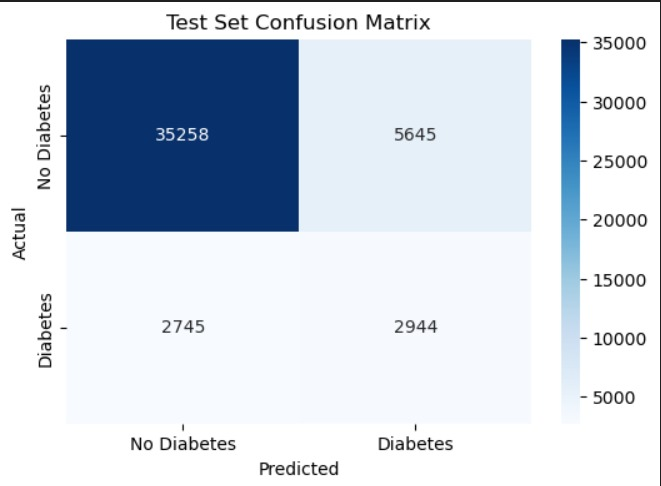 Test Set Confusion Matrix
Actual
No Diabetes
Diabetes
35258
5645
2745
2944
No Diabetes
Diabetes
Predicted
35000
30000
25000
20000
15000
10000
5000